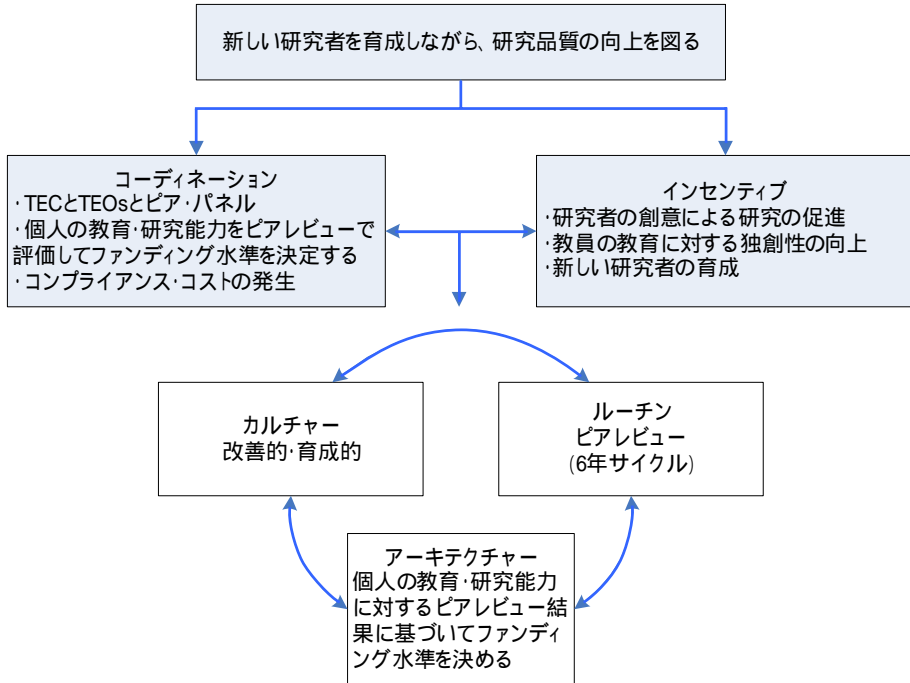 新しい研究者を育成しながら、研究品質の向上を図る
コーディネーション
・TECとTEOsとピア・パネル
・個人の教育・研究能力をピアレビューで
評価してファンディング水準を決定する
・コンプライアンス・コストの発生
インセンティブ
・研究者の創意による研究の促進
・教員の教育に対する独創性の向上
・新しい研究者の育成
カルチャー
改善的・育成的
ルーチン
ピアレビュー
(6年サイクル)
アーキテクチャー
個人の教育・研究能力
に対するピアレビュー結
果に基づいてファンディ
ング水準を決める